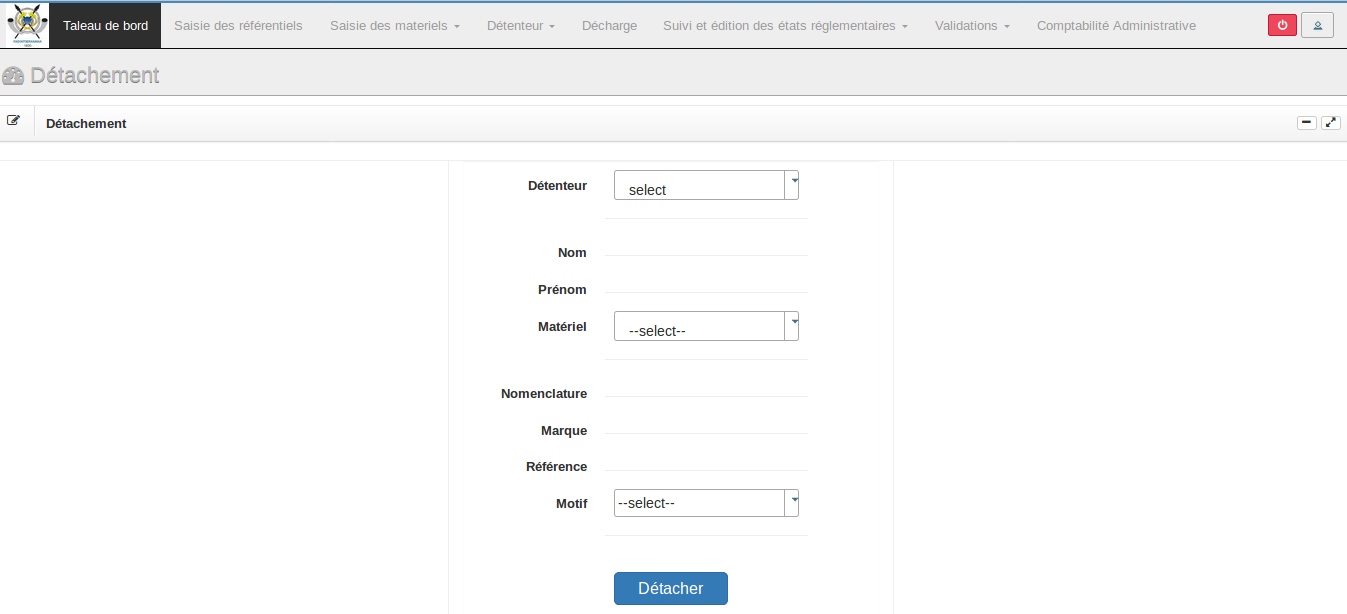 Taleau de bord Saisie des référentiels Saisie des materiels Détenteur Décharge Suivi et édition des états réglementaires Validations Comptabilité Administrative
Détachement
Détachement
Détenteur select
Nom
Prénom
Matériel --select--
Nomenclature
Marque
Référence
Motif --select--
Détacher